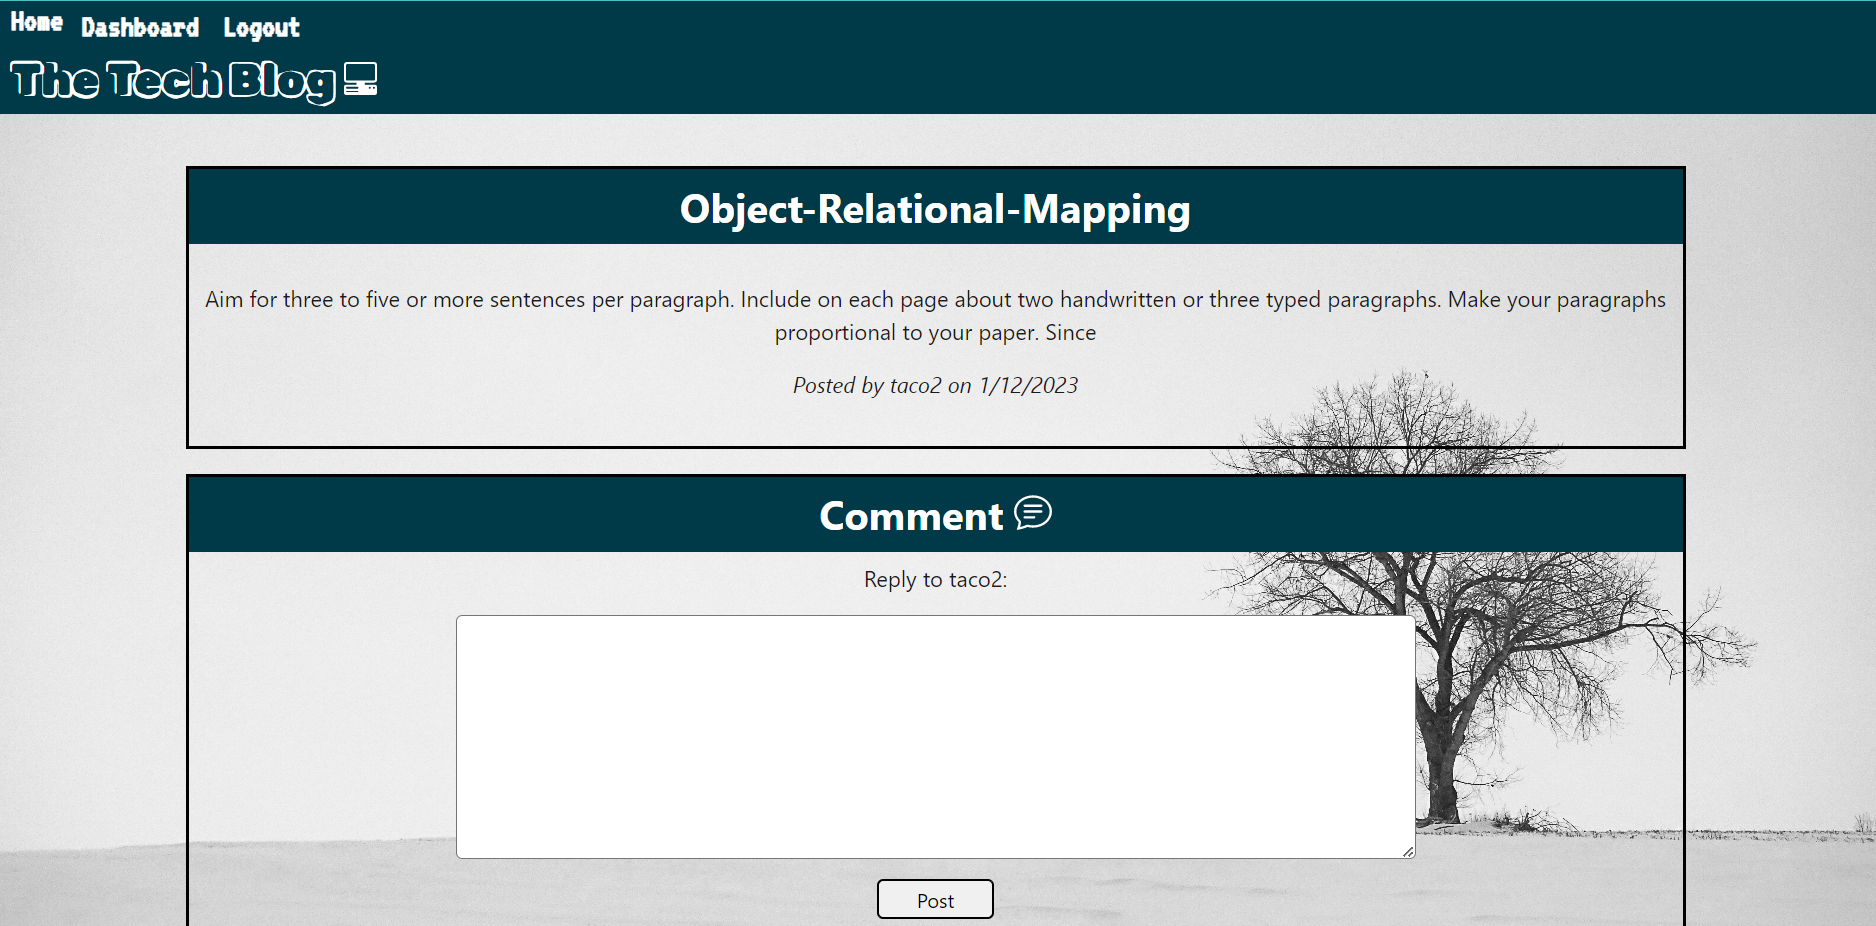 Home Dashboard Logout
The Tech Blog
Object-Relational-Mapping
Aim for three to five or more sentences per paragraph. Include on each page about two handwritten or three typed paragraphs. Make your paragraphs
proportional to your paper. Since
Posted by taco2 on 1/12/2023
Comment
Reply to taco2:
Post